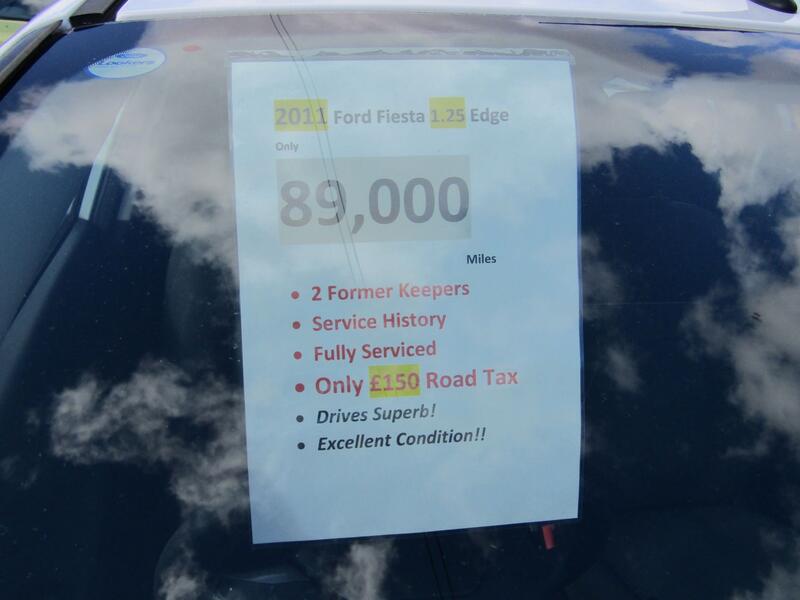 Lookers
2011 Ford Fiesta 1.25 Edge
Only
89,000
Miles
• 2 Former Keepers
• Service History
• Fully Serviced
• Only £150 Road Tax
• Drives Superb!
• Excellent Condition!!